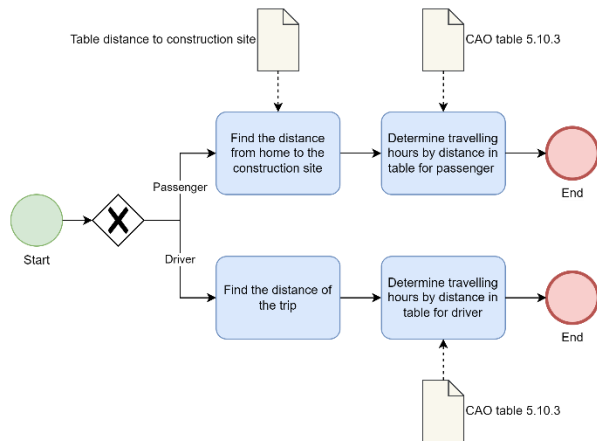 Table distance to construction site
CAO table 5.10.3
Find the distance
from home to the
construction site
Determine travelling
hours by distance in
table for passenger
End
Passenger
Start
Driver
Find the distance of
the trip
Determine travelling
hours by distance in
table for driver
End
CAO table 5.10.3